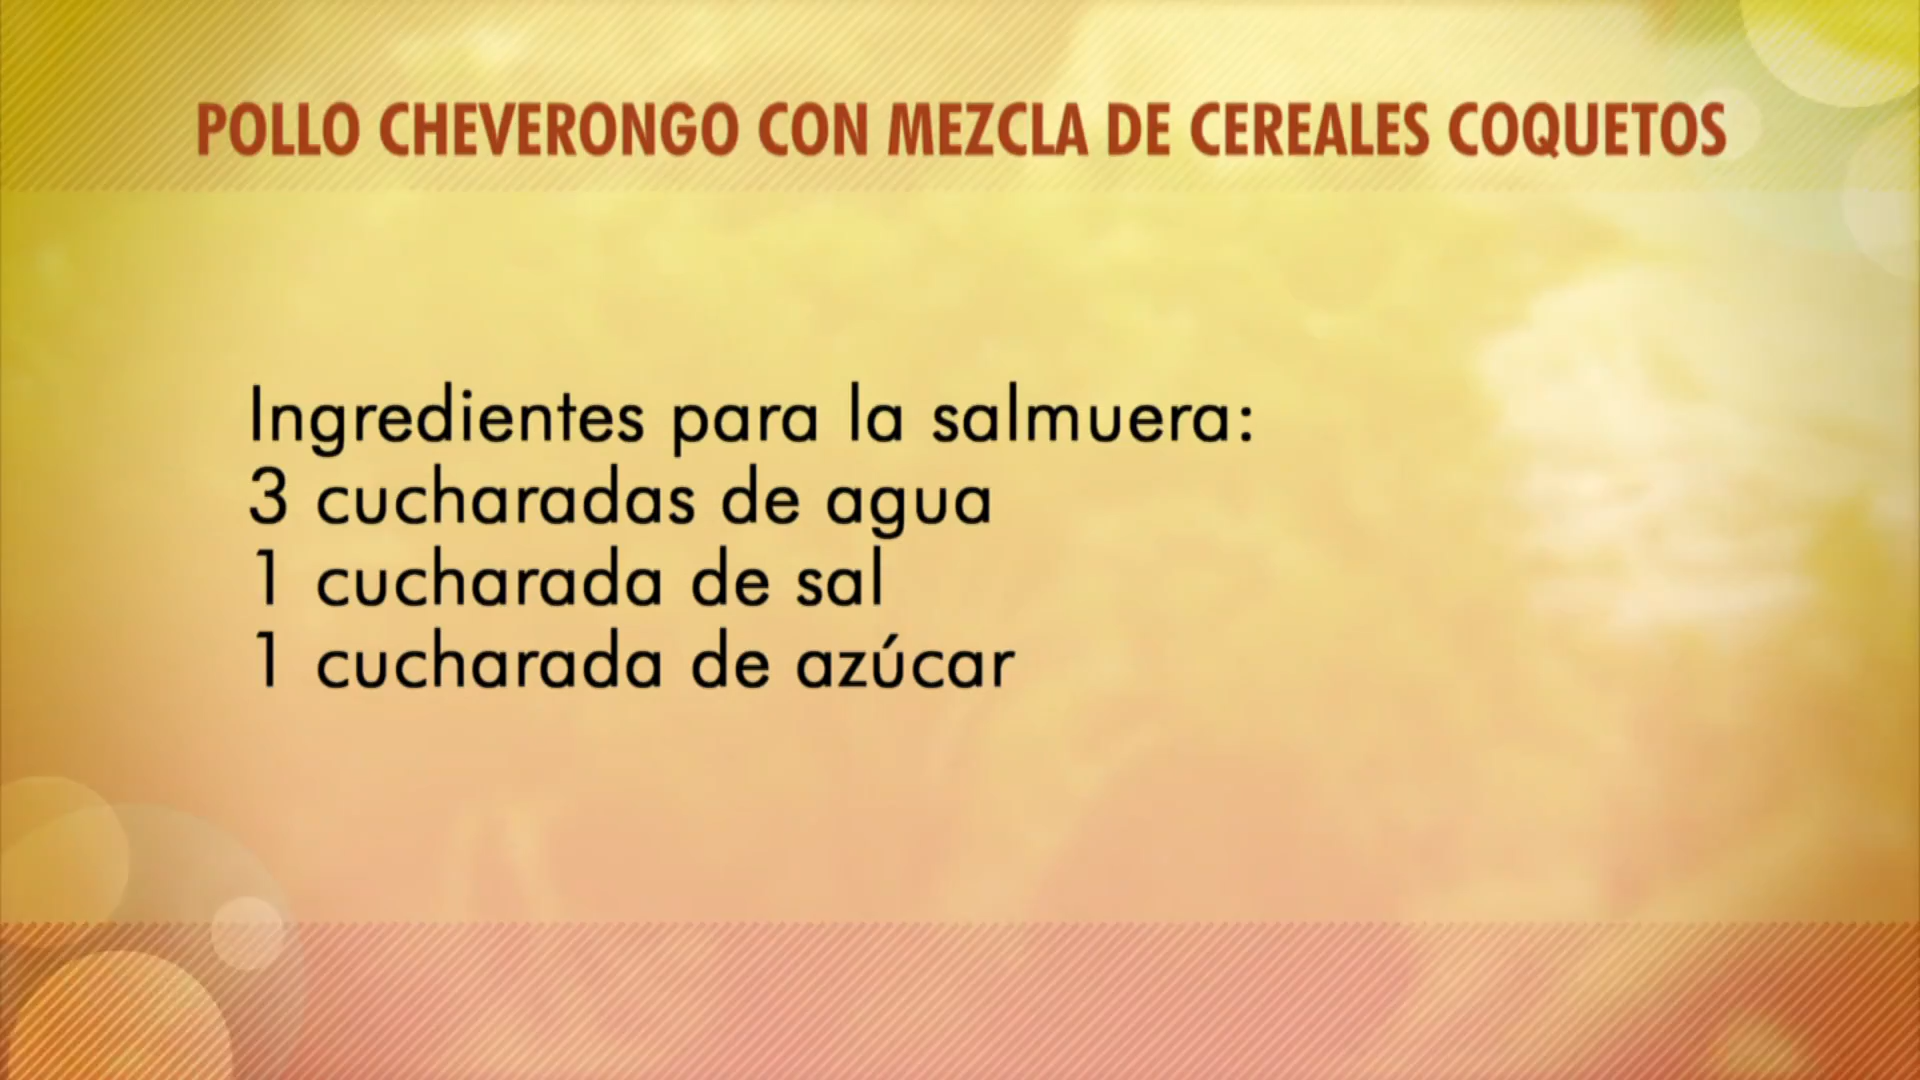 POLLO CHEVERONGO CON MEZCLA DE CEREALES COQUETOS
Ingredientes para la salmuera:
3 cucharadas de agua
1 cucharada de sal
1 cucharada de azúcar